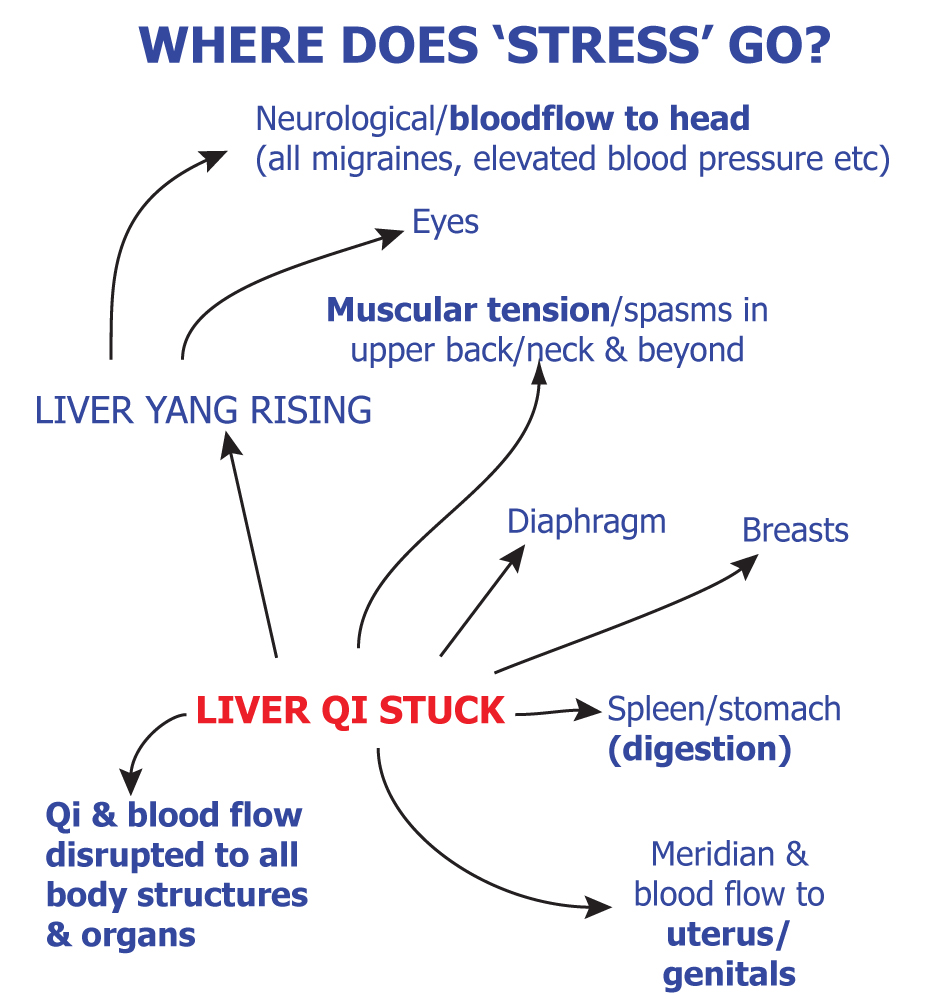 WHERE DOES ‘STRESS’ GO?
Neurological/bloodflow to head
(all migraines, elevated blood pressure etc)
Eyes
Muscular tension/spasms in
upper back/neck & beyond
LIVER YANG RISING
Diaphragm
Breasts
LIVER QI STUCK
Spleen/stomach
(digestion)
Qi & blood flow
disrupted to all
body structures
& organs
Meridian &
blood flow to
uterus/
genitals